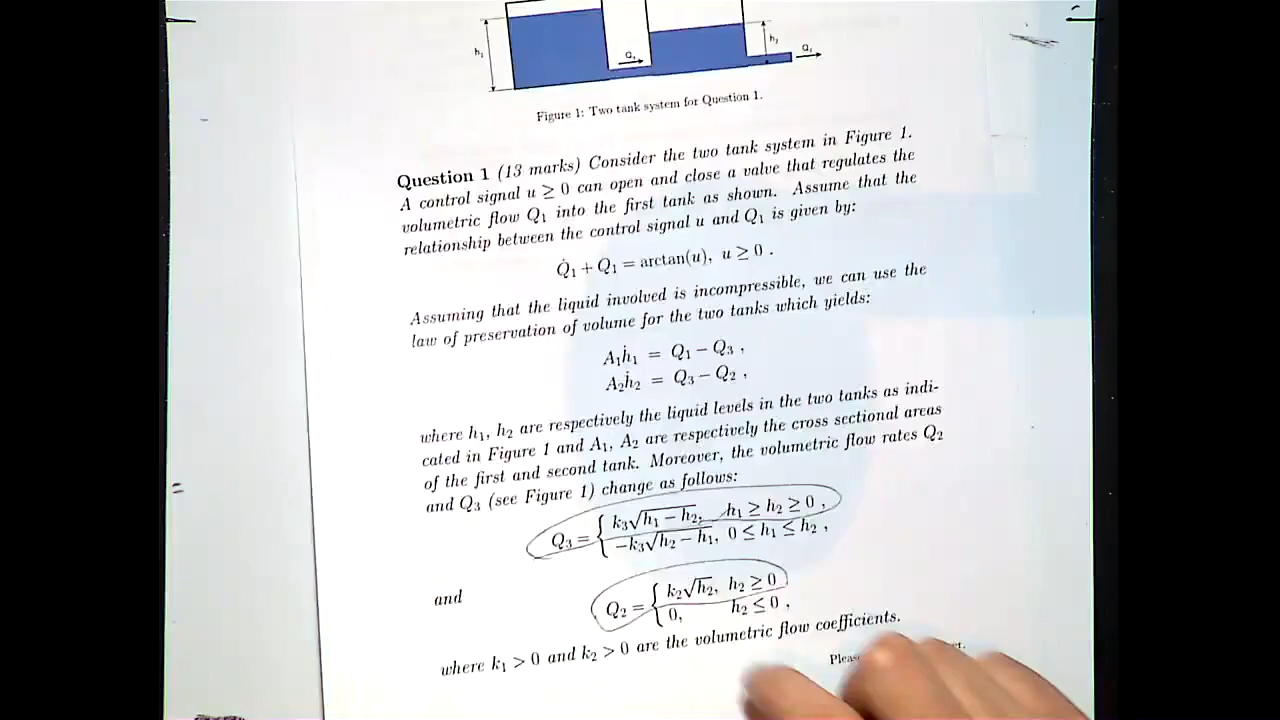 h₁
Q₃
h₂
Q₂
Figure 1: Two tank system for Question 1.
Question 1 (13 marks) Consider the two tank system in Figure 1.
A control signal u ≥ 0 can open and close a valve that regulates the
volumetric flow Q₁ into the first tank as shown. Assume that the
relationship between the control signal u and Q₁ is given by:
Q̇₁ + Q₁ = arctan(u), u ≥ 0 .
Assuming that the liquid involved is incompressible, we can use the
law of preservation of volume for the two tanks which yields:
A₁ḣ₁ = Q₁ − Q₃ ,
A₂ḣ₂ = Q₃ − Q₂ ,
where h₁, h₂ are respectively the liquid levels in the two tanks as indi-
cated in Figure 1 and A₁, A₂ are respectively the cross sectional areas
of the first and second tank. Moreover, the volumetric flow rates Q₂
and Q₃ (see Figure 1) change as follows:
Q₃ = { k₃√(h₁ − h₂), h₁ ≥ h₂ ≥ 0 ,
−k₃√(h₂ − h₁), 0 ≤ h₁ ≤ h₂ ,
and
Q₂ = { k₂√h₂, h₂ ≥ 0
0, h₂ ≤ 0 ,
where k₁ > 0 and k₂ > 0 are the volumetric flow coefficients.